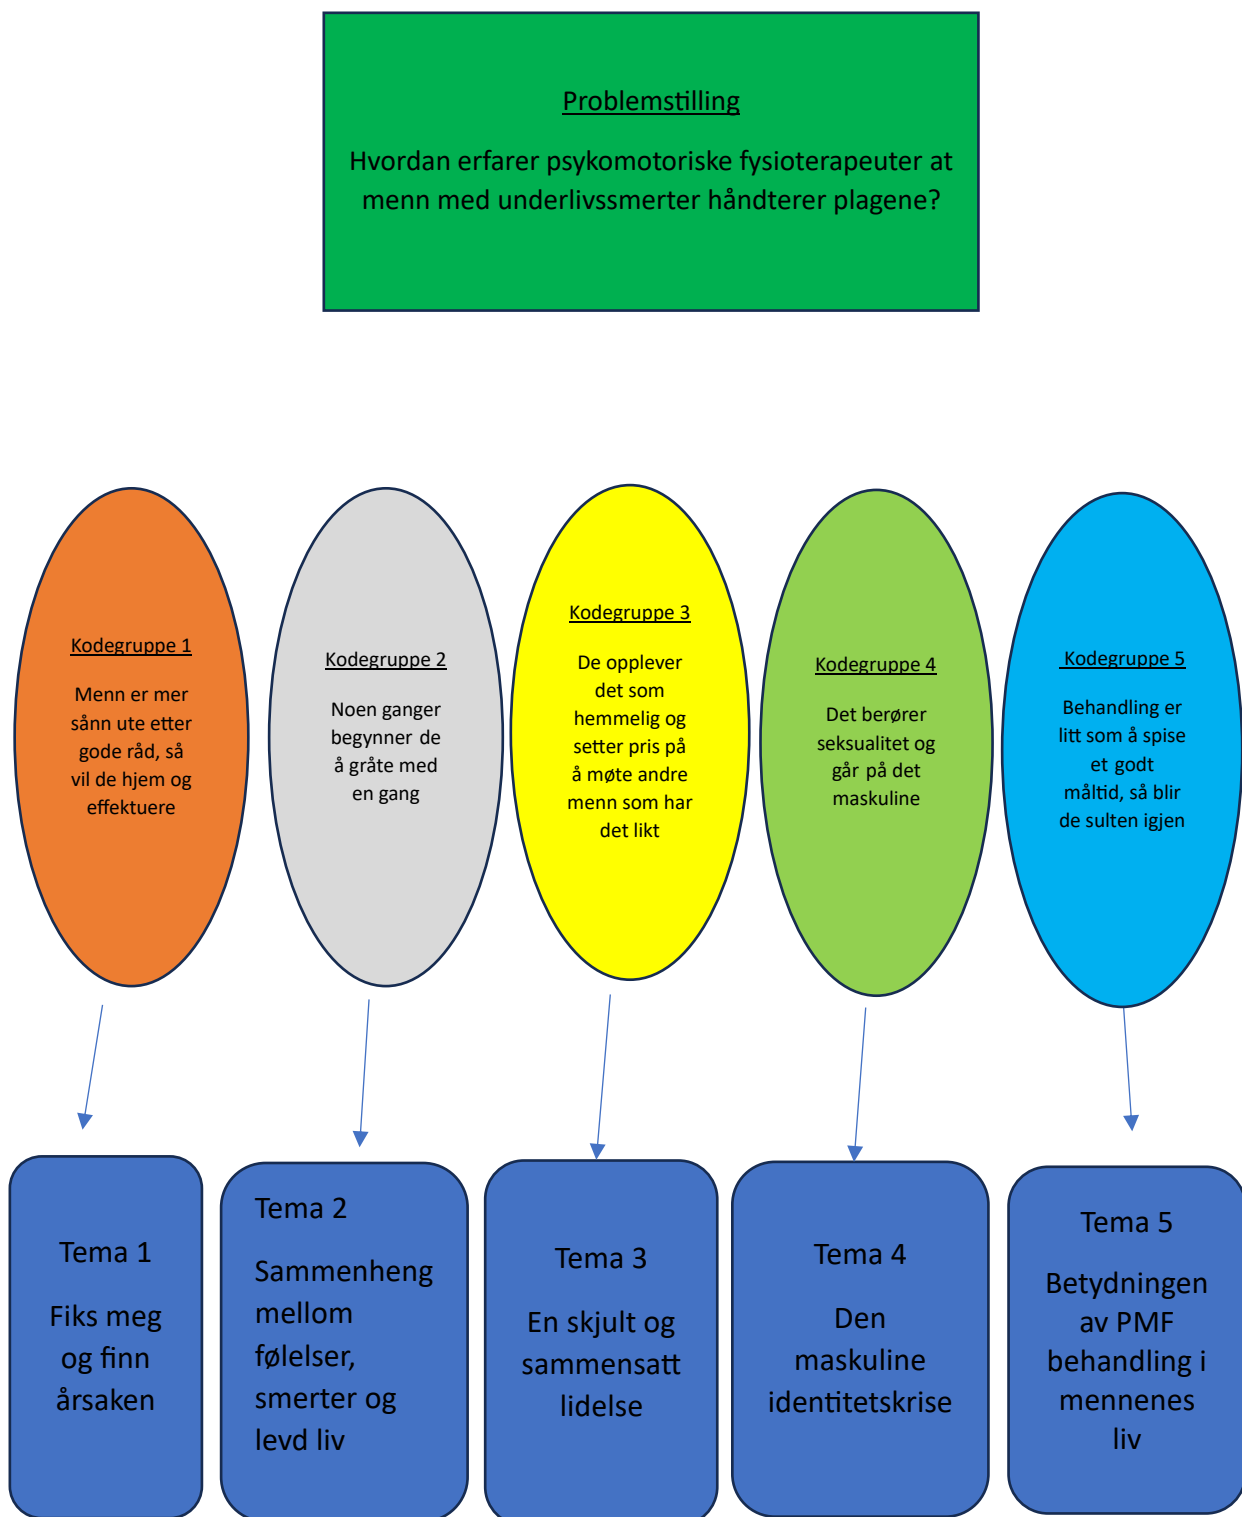 Problemstilling
Hvordan erfarer psykomotoriske fysioterapeuter at
menn med underlivssmerter håndterer plagene?
Kodegruppe 1
Menn er mer
sånn ute etter
gode råd, så
vil de hjem og
effektuere
Kodegruppe 2
Noen ganger
begynner de
å gråte med
en gang
Kodegruppe 3
De opplever
det som
hemmelig og
setter pris på
å møte andre
menn som har
det likt
Kodegruppe 4
Det berører
seksualitet og
går på det
maskuline
Kodegruppe 5
Behandling er
litt som å spise
et godt
måltid, så blir
de sulten igjen
Tema 1
Fiks meg
og finn
årsaken
Tema 2
Sammenheng
mellom
følelser,
smerter og
levd liv
Tema 3
En skjult og
sammensatt
lidelse
Tema 4
Den
maskuline
identitetskrise
Tema 5
Betydningen
av PMF
behandling i
mennenes
liv